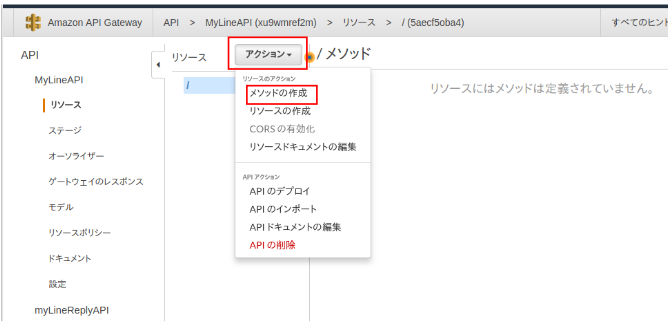 Amazon API Gateway
API > MyLineAPI (xu9wmref2m) > リソース > / (5aecf5oba4)
すべてのヒント
API
MyLineAPI
リソース
ステージ
オーソライザー
ゲートウェイのレスポンス
モデル
リソースポリシー
ドキュメント
設定
myLineReplyAPI
リソース
アクション
/
リソースのアクション
メソッドの作成
リソースの作成
CORS の有効化
リソースドキュメントの編集
API アクション
API のデプロイ
API のインポート
API ドキュメントの編集
API の削除
/ メソッド
リソースにはメソッドは定義されていません。